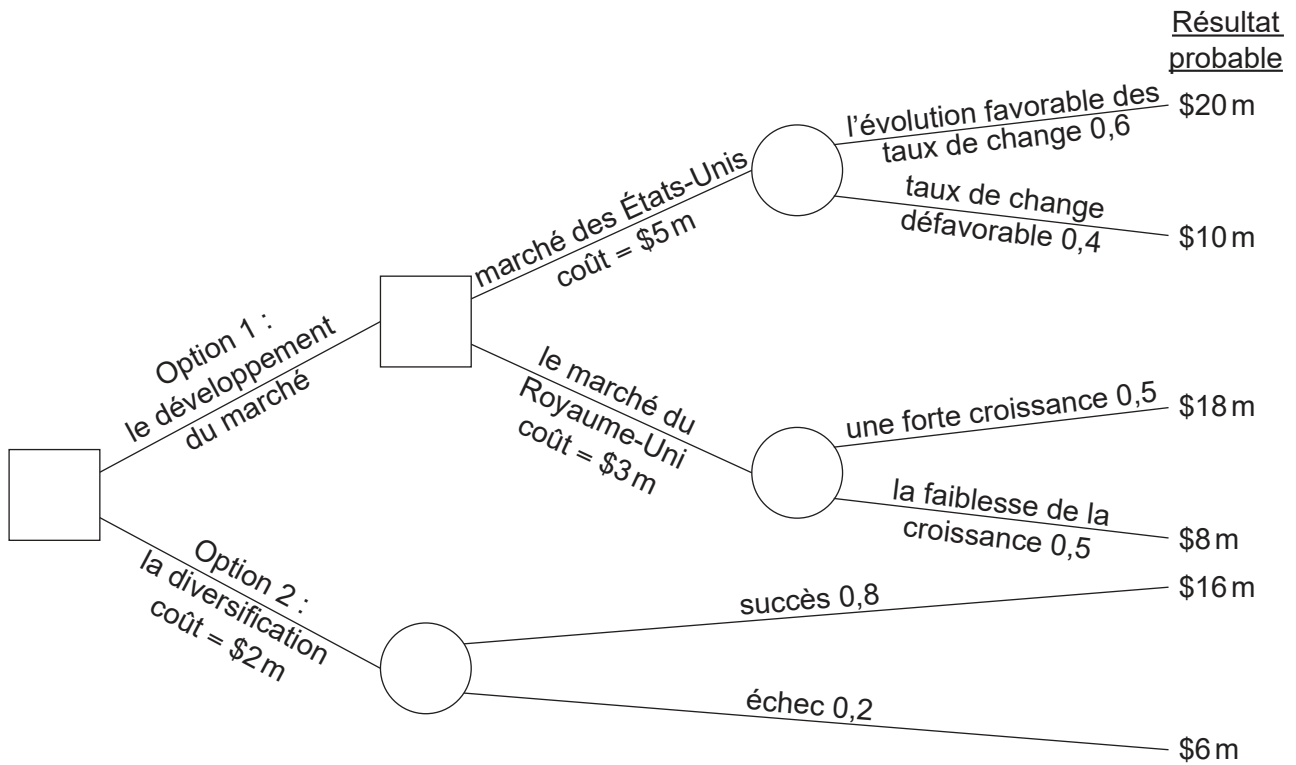 Résultat
probable
l'évolution favorable des
taux de change 0,6
$20 m
taux de change
défavorable 0,4
$10 m
marché des États-Unis
coût = $5 m
Option 1 :
le développement
du marché
le marché du
Royaume-Uni
coût = $3 m
une forte croissance 0,5
$18 m
la faiblesse de la
croissance 0,5
$8 m
Option 2 :
la diversification
coût = $2 m
succès 0,8
$16 m
échec 0,2
$6 m